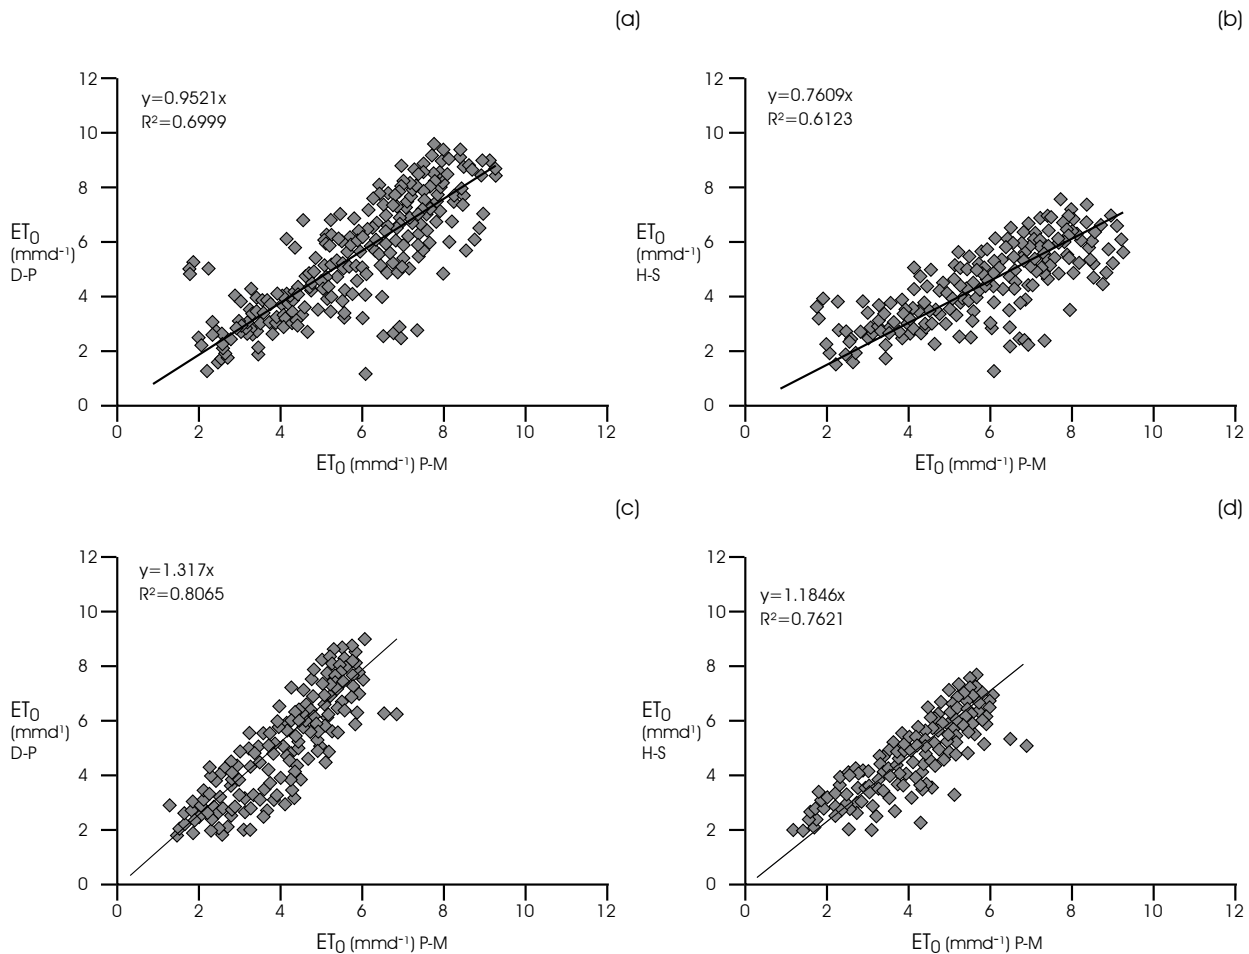 (a)
12
10
8
6
4
2
0
y=0.9521x
R²=0.6999
ET0
(mmd⁻¹)
D-P
0 2 4 6 8 10 12
ET0 (mmd⁻¹) P-M
(b)
12
10
8
6
4
2
0
y=0.7609x
R²=0.6123
ET0
(mmd⁻¹)
H-S
0 2 4 6 8 10 12
ET0 (mmd⁻¹) P-M
(c)
12
10
8
6
4
2
0
y=1.317x
R²=0.8065
ET0
(mmd¹)
D-P
0 2 4 6 8 10 12
ET0 (mmd⁻¹) P-M
(d)
12
10
8
6
4
2
0
y=1.1846x
R²=0.7621
ET0
(mmd¹)
H-S
0 2 4 6 8 10 12
ET0 (mmd⁻¹) P-M